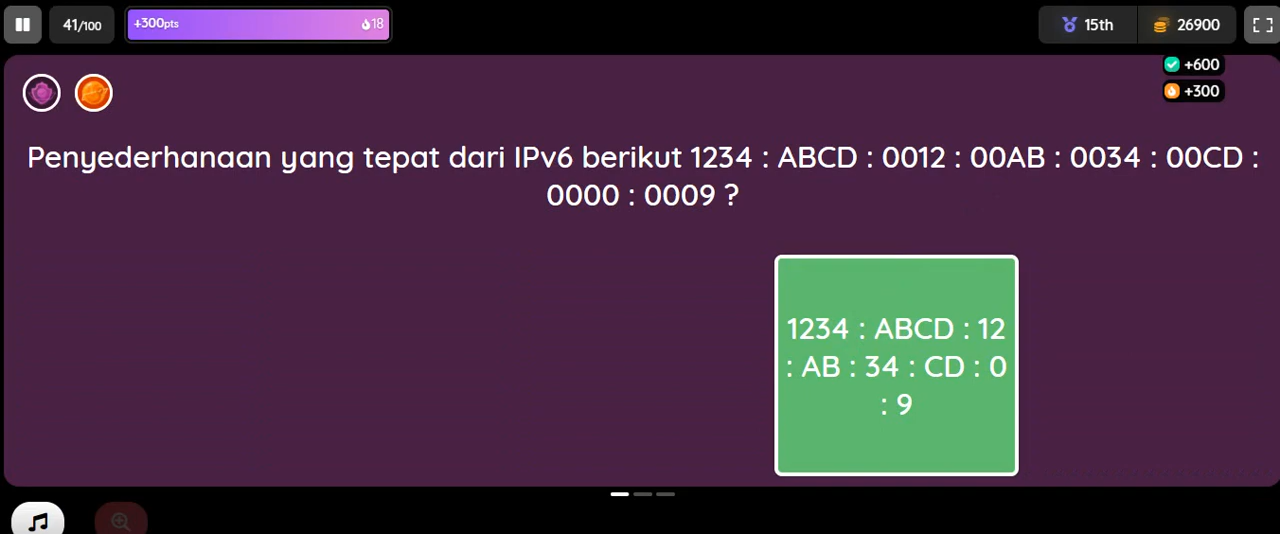 41/100
+300pts
18
15th
26900
+600
+300
Penyederhanaan yang tepat dari IPv6 berikut 1234 : ABCD : 0012 : 00AB : 0034 : 00CD :
0000 : 0009 ?
1234 : ABCD : 12
: AB : 34 : CD : 0
: 9